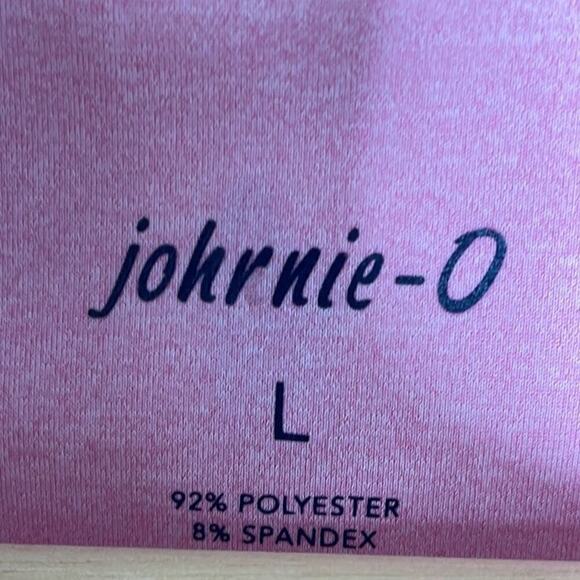 johrnie-O
L
92% POLYESTER
8% SPANDEX